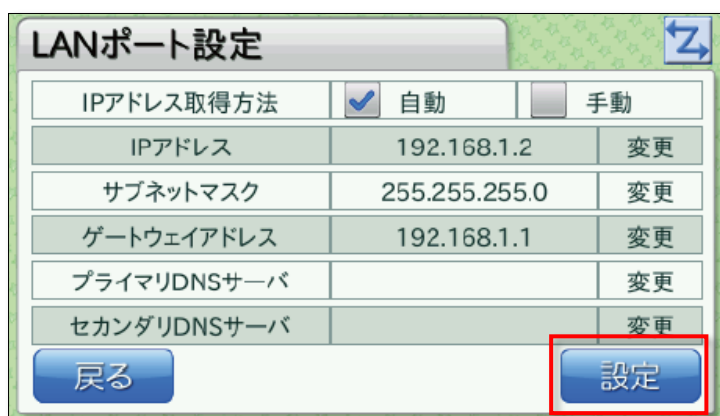 LANポート設定
IPアドレス取得方法 自動 手動
IPアドレス 192.168.1.2 変更
サブネットマスク 255.255.255.0 変更
ゲートウェイアドレス 192.168.1.1 変更
プライマリDNSサーバ 変更
セカンダリDNSサーバ 変更
戻る 設定